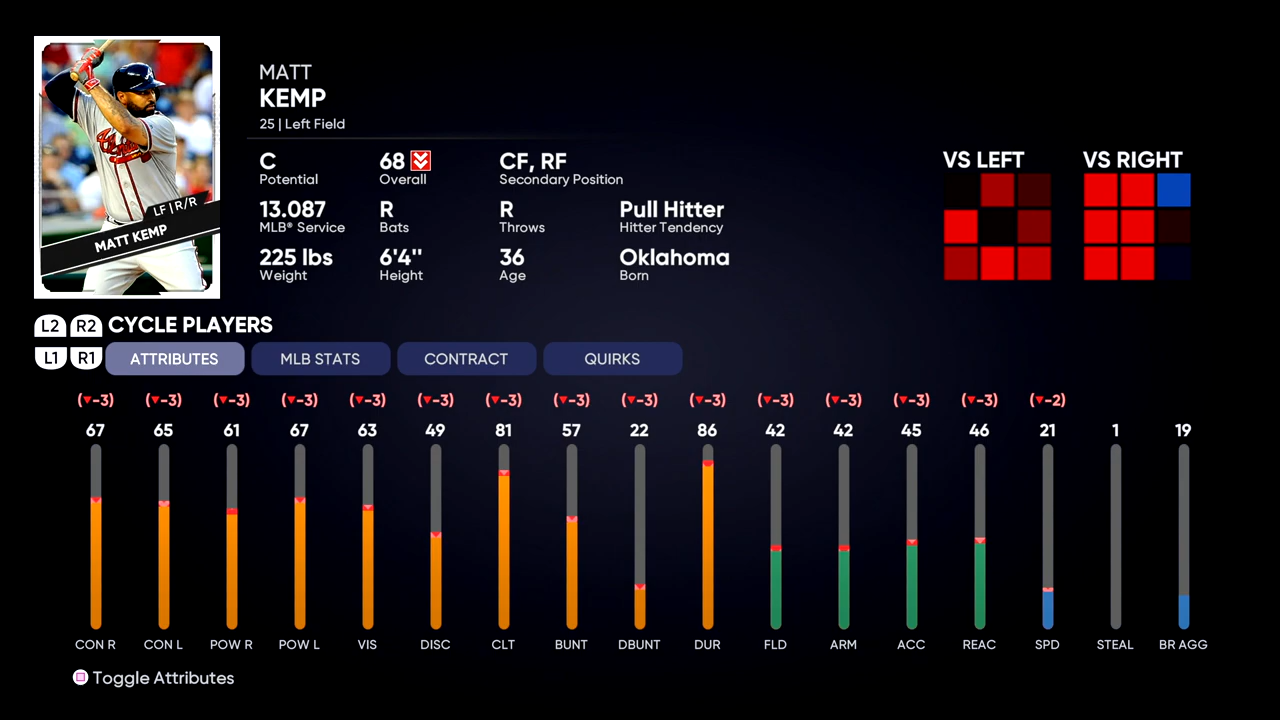 MATT
KEMP
25 | Left Field
C
Potential
68
Overall
CF, RF
Secondary Position
13.087
MLB® Service
R
Bats
R
Throws
Pull Hitter
Hitter Tendency
225 lbs
Weight
6'4"
Height
36
Age
Oklahoma
Born
LF | R/R
MATT KEMP
VS LEFT
VS RIGHT
L2 R2 CYCLE PLAYERS
L1 R1 ATTRIBUTES MLB STATS CONTRACT QUIRKS
(▼-3) (▼-3) (▼-3) (▼-3) (▼-3) (▼-3) (▼-3) (▼-3) (▼-3) (▼-3) (▼-3) (▼-3) (▼-3) (▼-3) (▼-2)
67 65 61 67 63 49 81 57 22 86 42 42 45 46 21 1 19
CON R CON L POW R POW L VIS DISC CLT BUNT DBUNT DUR FLD ARM ACC REAC SPD STEAL BR AGG
Toggle Attributes